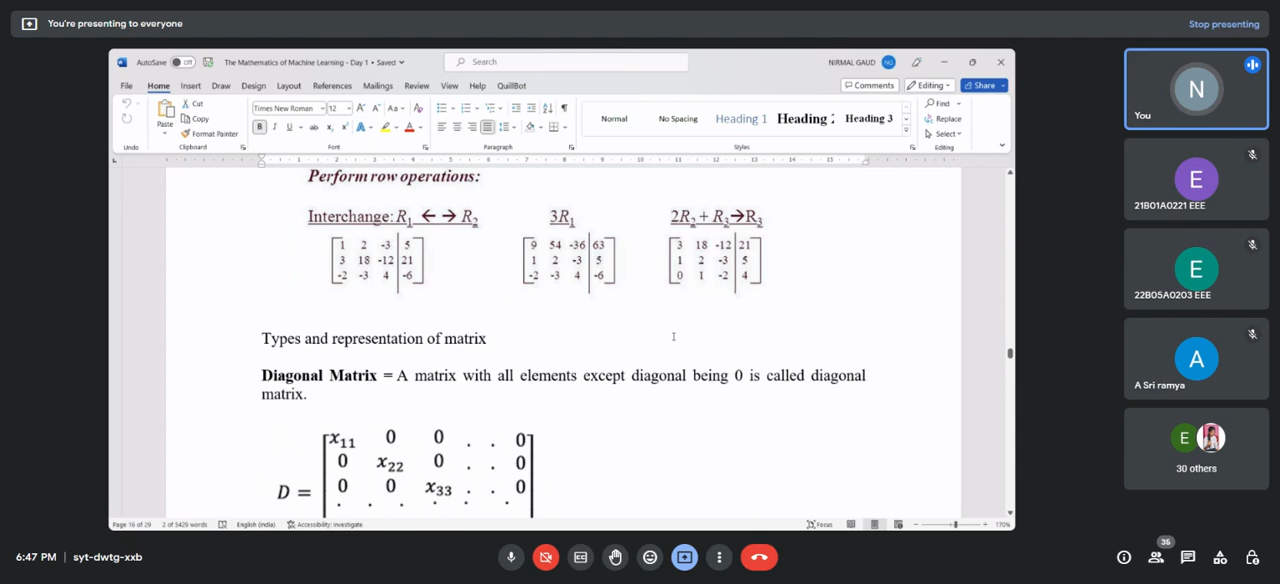 You're presenting to everyone
Stop presenting
AutoSave Off The Mathematics of Machine Learning - Day 1 • Saved Search NIRMAL GAUD NG
File Home Insert Draw Design Layout References Mailings Review View Help QuillBot Comments Editing Share
Paste Cut Copy Format Painter
Times New Roman 12
Normal No Spacing Heading 1 Heading 2 Heading 3
Find Replace Select
Undo Clipboard Font Paragraph Styles Editing
Perform row operations:
Interchange: R1 ← → R2 3R1 2R2 + R3→R3
1 2 -3 5 9 54 -36 63 3 18 -12 21
3 18 -12 21 1 2 -3 5 1 2 -3 5
-2 -3 4 -6 -2 -3 4 -6 0 1 -2 4
Types and representation of matrix
Diagonal Matrix = A matrix with all elements except diagonal being 0 is called diagonal
matrix.
x11 0 0 . . 0
0 x22 0 . . 0
D = 0 0 x33 . . 0
. . . . . .
Page 16 of 29 2 of 5429 words English (India) Accessibility: Investigate Focus 170%
N
You
E
21B01A0221 EEE
E
22B05A0203 EEE
A
A Sri ramya
E
30 others
6:47 PM | syt-dwtg-xxb
35